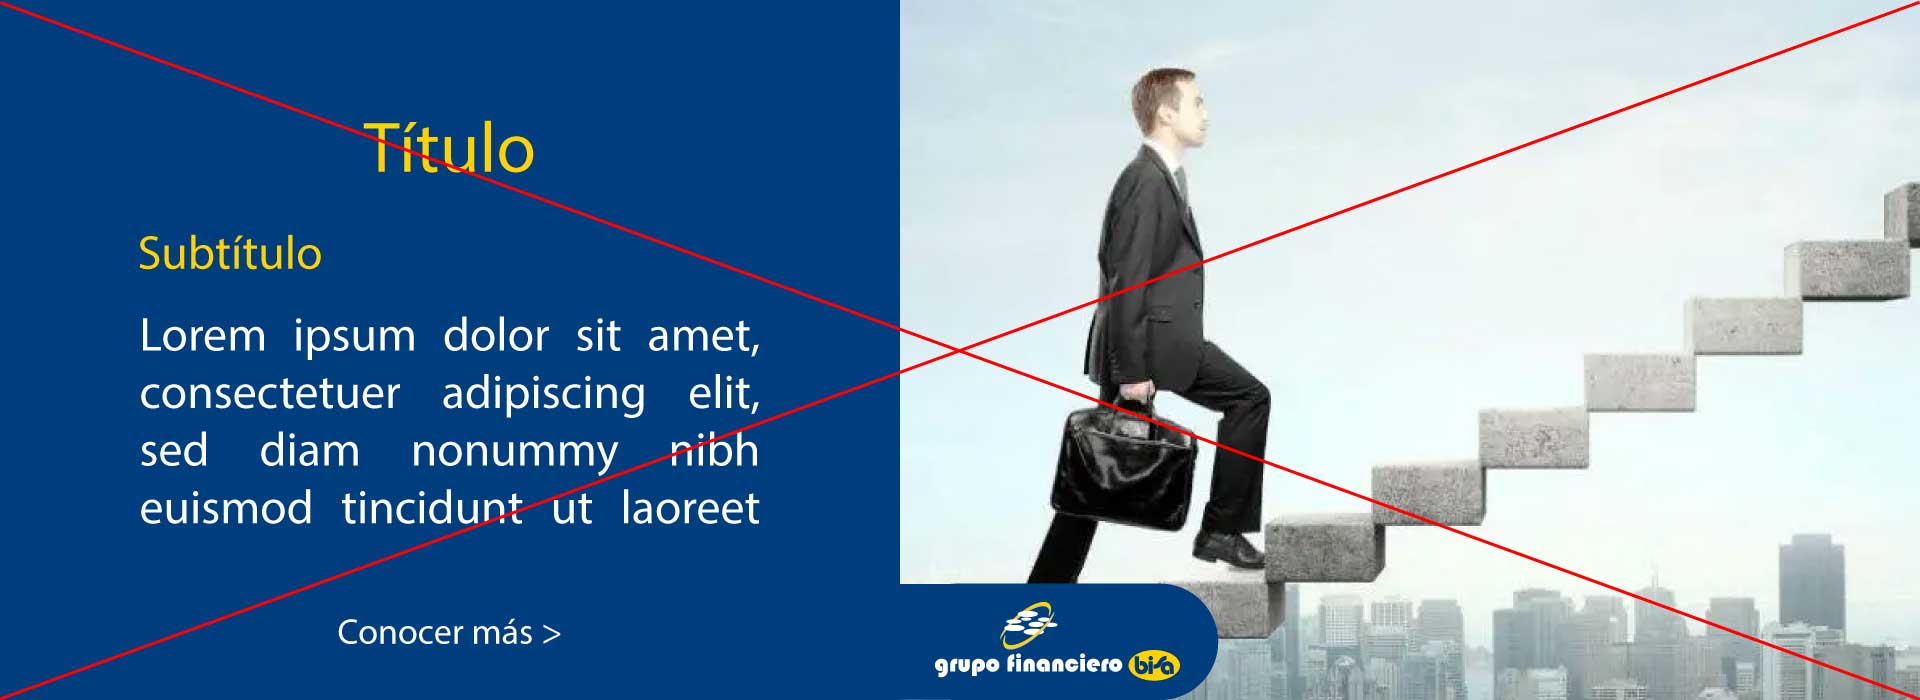 Título
Subtítulo
Lorem ipsum dolor sit amet,
consectetuer adipiscing elit,
sed diam nonummy nibh
euismod tincidunt ut laoreet
Conocer más >
grupo financiero bisa